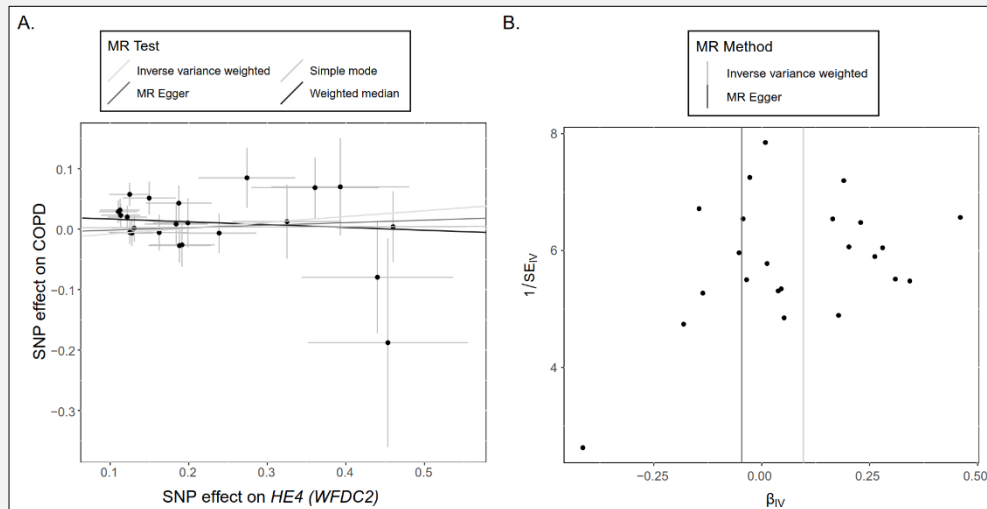 A.
MR Test
Inverse variance weighted
Simple mode
MR Egger
Weighted median
SNP effect on COPD
0.1
0.0
−0.1
−0.2
−0.3
0.1 0.2 0.3 0.4 0.5
SNP effect on HE4 (WFDC2)
B.
MR Method
Inverse variance weighted
MR Egger
1/SE_IV
8
6
4
−0.25 0.00 0.25 0.50
β_IV